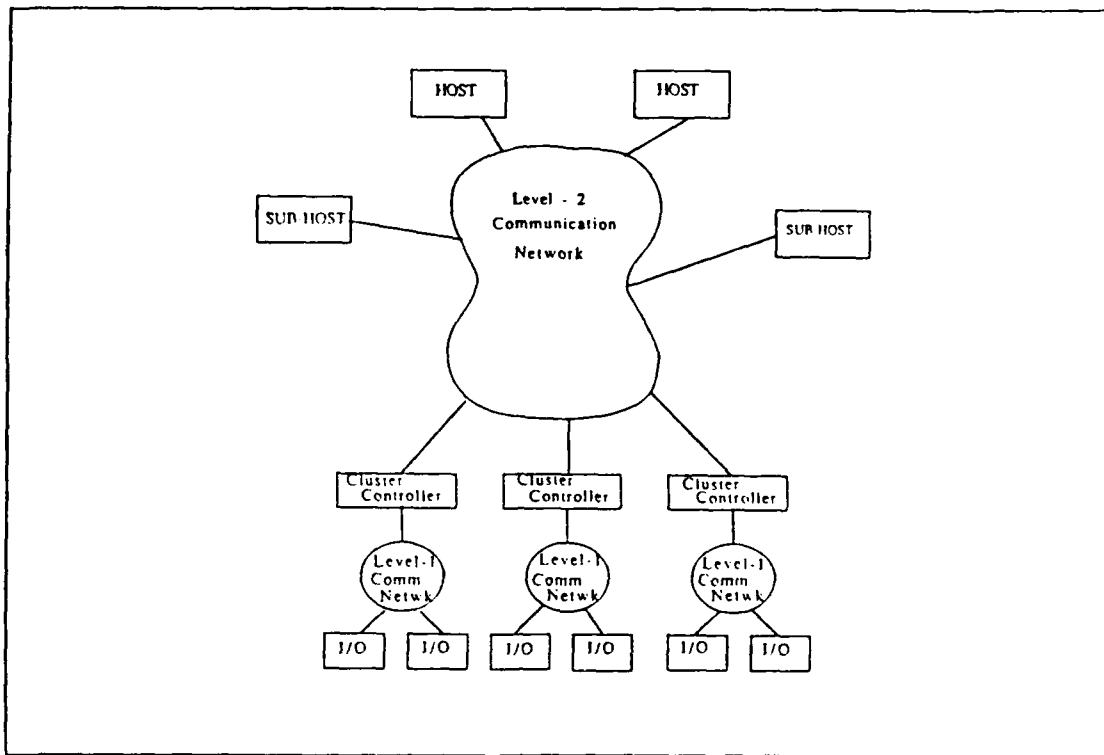 HOST
HOST
Level - 2
Communication
Network
SUB-HOST
SUB HOST
Cluster
Controller
Cluster
Controller
Cluster
Controller
Level-1
Comm
Netwk
Level-1
Comm
Netwk
Level-1
Comm
Netwk
I/O
I/O
I/O
I/O
I/O
I/O